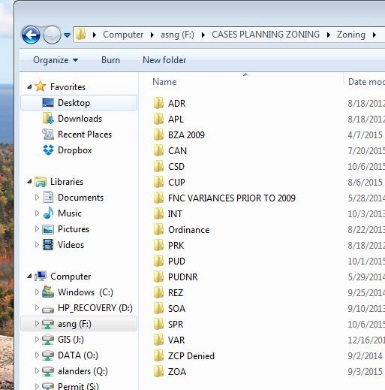 Computer asng (F:) CASES PLANNING ZONING Zoning
Organize Burn New folder
Favorites
Desktop
Downloads
Recent Places
Dropbox
Libraries
Documents
Music
Pictures
Videos
Computer
Windows (C:)
HP_RECOVERY (D:)
asng (F:)
GIS (J:)
DATA (O:)
alanders (Q:)
Permit (S:)
Name Date mod
ADR 8/18/2012
APL 8/18/2012
BZA 2009 4/7/2015
CAN 7/20/2015
CSD 10/6/2015
CUP 8/6/2015
FNC VARIANCES PRIOR TO 2009 5/28/2014
INT 10/3/2013
Ordinance 8/22/2013
PRK 8/18/2012
PUD 10/1/2015
PUDNR 5/29/2014
REZ 9/25/2014
SOA 9/10/2013
SPR 10/6/2015
VAR 12/16/201
ZCP Denied 9/2/2014
ZOA 9/3/2015